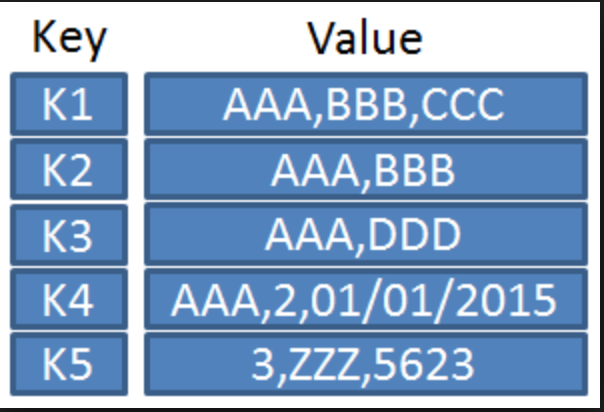 Key Value
K1 AAA,BBB,CCC
K2 AAA,BBB
K3 AAA,DDD
K4 AAA,2,01/01/2015
K5 3,ZZZ,5623